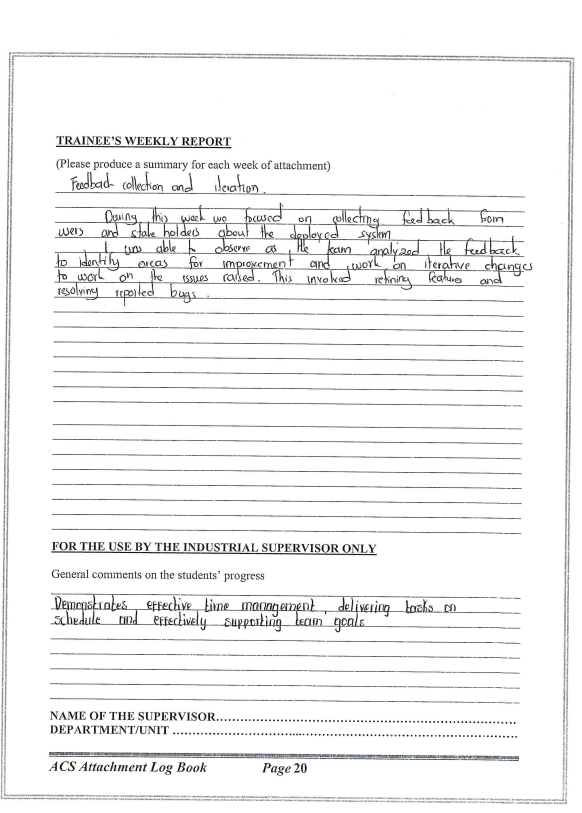 TRAINEE'S WEEKLY REPORT
(Please produce a summary for each week of attachment)
Feedback collection and iteration.
During this week we focused on collecting feedback from
users and stake holders about the deployed system
I was able to observe as the team analyzed the feedback
to identify areas for improvement and work on iterative changes
to work on the issues raised. This involved refining features and
resolving reported bugs.
FOR THE USE BY THE INDUSTRIAL SUPERVISOR ONLY
General comments on the students' progress
Demonstrates effective time management, delivering tasks on
schedule and effectively supporting team goals
NAME OF THE SUPERVISOR..................................................................
DEPARTMENT/UNIT ..........................................................................
ACS Attachment Log Book Page 20